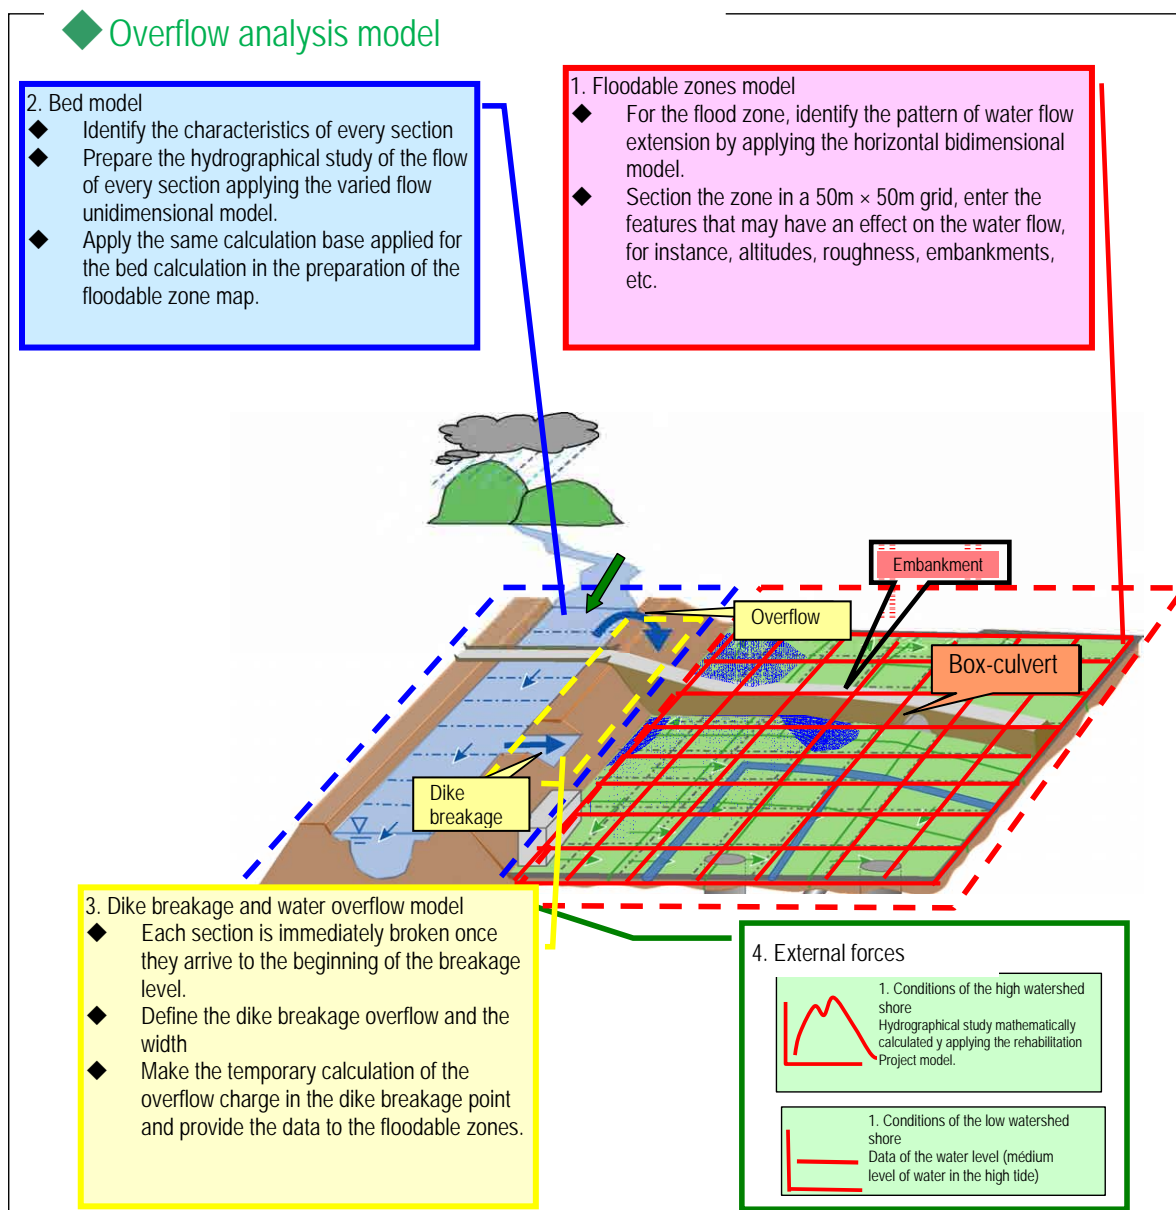 Overflow analysis model
2. Bed model
◆ Identify the characteristics of every section
◆ Prepare the hydrographical study of the flow
of every section applying the varied flow
unidimensional model.
◆ Apply the same calculation base applied for
the bed calculation in the preparation of the
floodable zone map.
1. Floodable zones model
◆ For the flood zone, identify the pattern of water flow
extension by applying the horizontal bidimensional
model.
◆ Section the zone in a 50m × 50m grid, enter the
features that may have an effect on the water flow,
for instance, altitudes, roughness, embankments,
etc.
Embankment
Overflow
Box-culvert
Dike
breakage
3. Dike breakage and water overflow model
◆ Each section is immediately broken once
they arrive to the beginning of the breakage
level.
◆ Define the dike breakage overflow and the
width
◆ Make the temporary calculation of the
overflow charge in the dike breakage point
and provide the data to the floodable zones.
4. External forces
1. Conditions of the high watershed
shore
Hydrographical study mathematically
calculated y applying the rehabilitation
Project model.
1. Conditions of the low watershed
shore
Data of the water level (médium
level of water in the high tide)